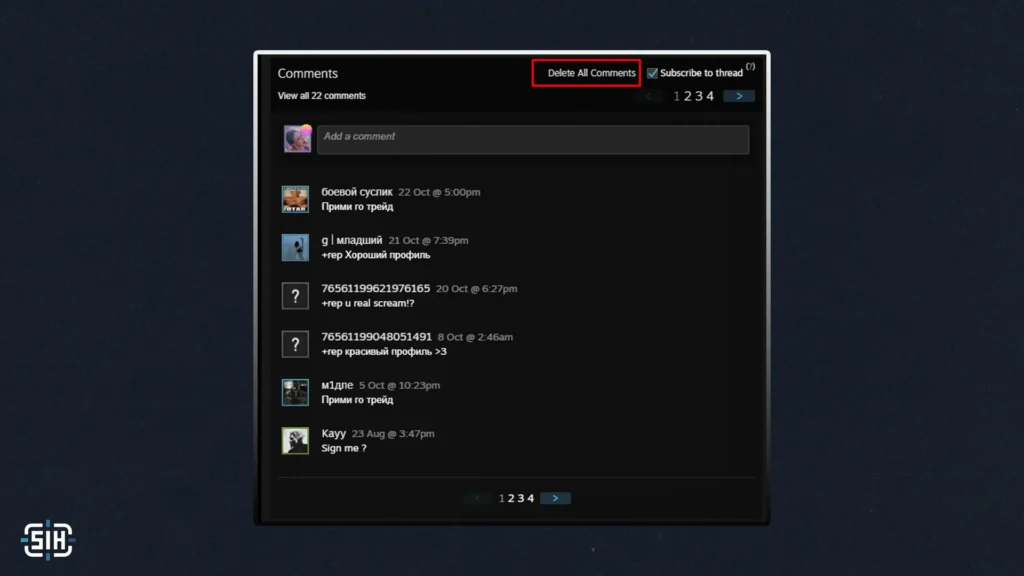 Comments
Delete All Comments
Subscribe to thread (?)
View all 22 comments
< 1 2 3 4 >
Add a comment
боевой суслик 22 Oct @ 5:00pm
Прими го трейд
g | младший 21 Oct @ 7:39pm
+rep Хороший профиль
?
76561199621976165 20 Oct @ 6:27pm
+rep u real scream!?
?
76561199048051491 8 Oct @ 2:46am
+rep красивый профиль >3
м1дле 5 Oct @ 10:23pm
Прими го трейд
Kayy 23 Aug @ 3:47pm
Sign me ?
< 1 2 3 4 >
SIH